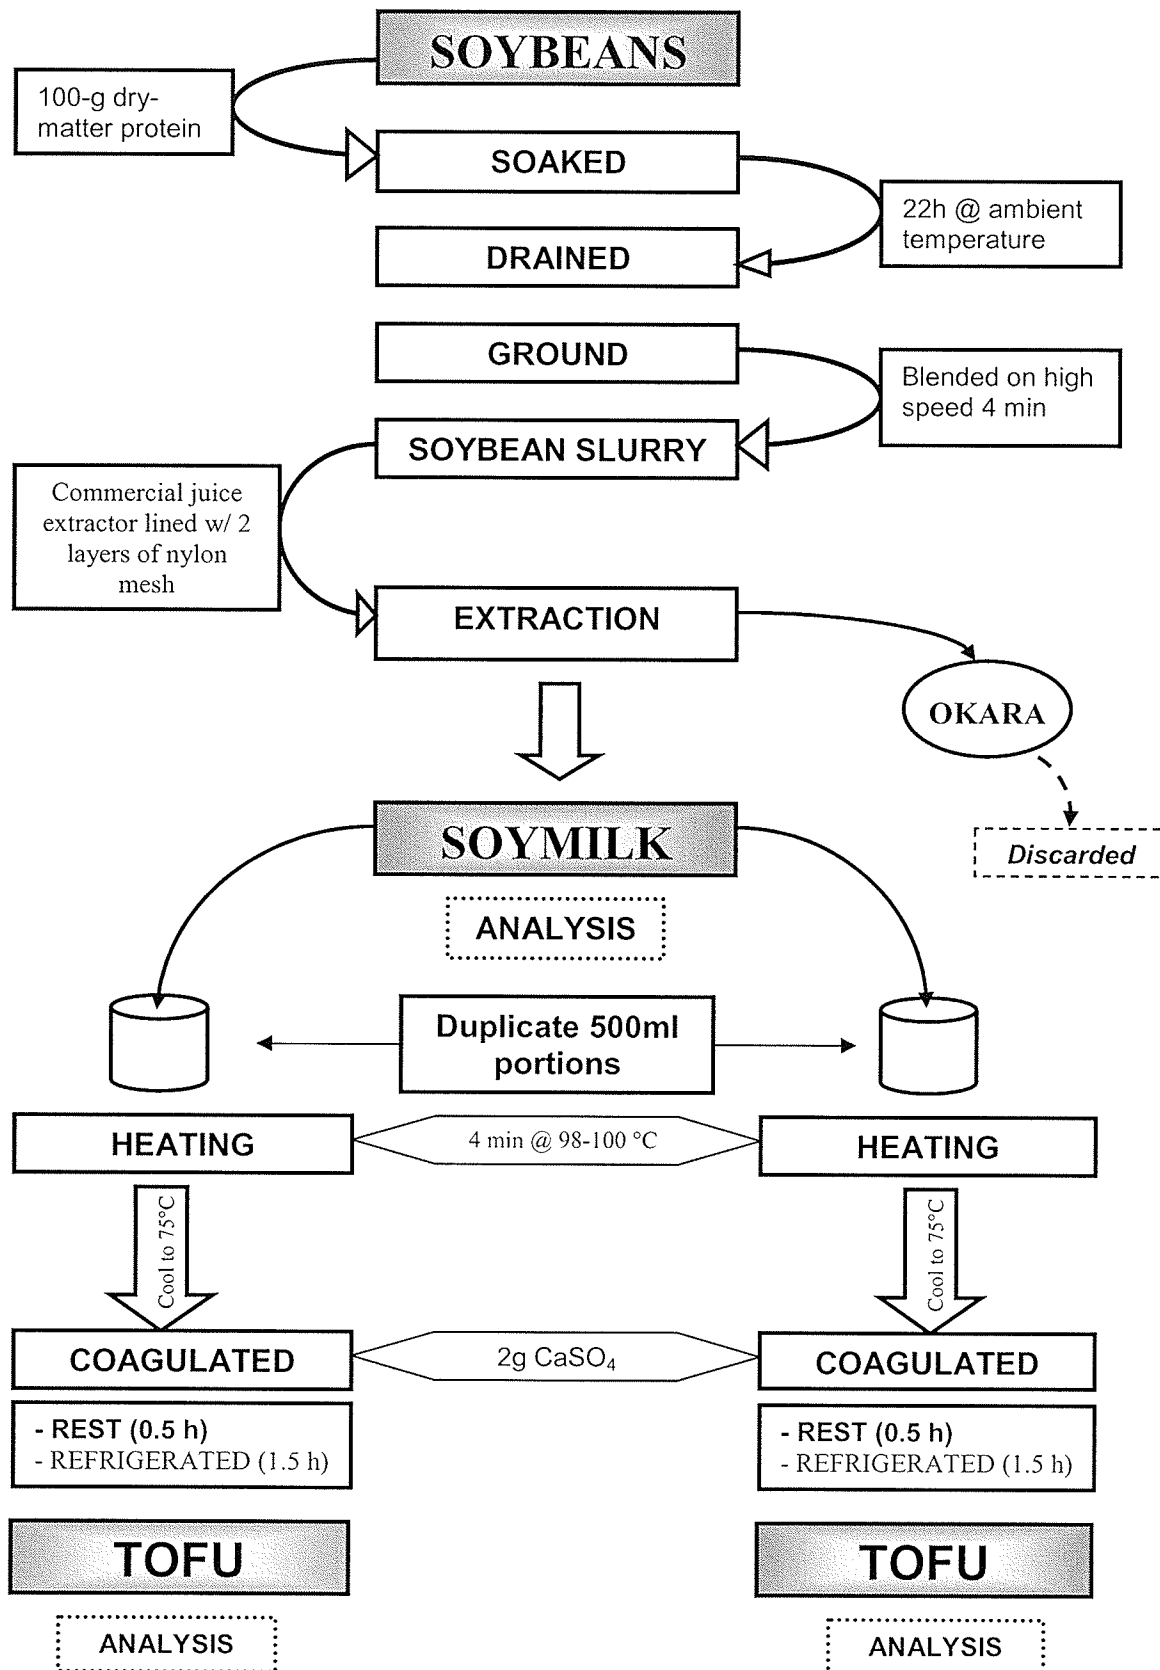 SOYBEANS
100-g dry-
matter protein
SOAKED
22h @ ambient
temperature
DRAINED
GROUND
Blended on high
speed 4 min
SOYBEAN SLURRY
Commercial juice
extractor lined w/ 2
layers of nylon
mesh
EXTRACTION
OKARA
Discarded
SOYMILK
ANALYSIS
Duplicate 500ml
portions
HEATING
4 min @ 98-100 °C
HEATING
Cool to 75°C
Cool to 75°C
COAGULATED
2g CaSO₄
COAGULATED
- REST (0.5 h)
- REFRIGERATED (1.5 h)
- REST (0.5 h)
- REFRIGERATED (1.5 h)
TOFU
TOFU
ANALYSIS
ANALYSIS